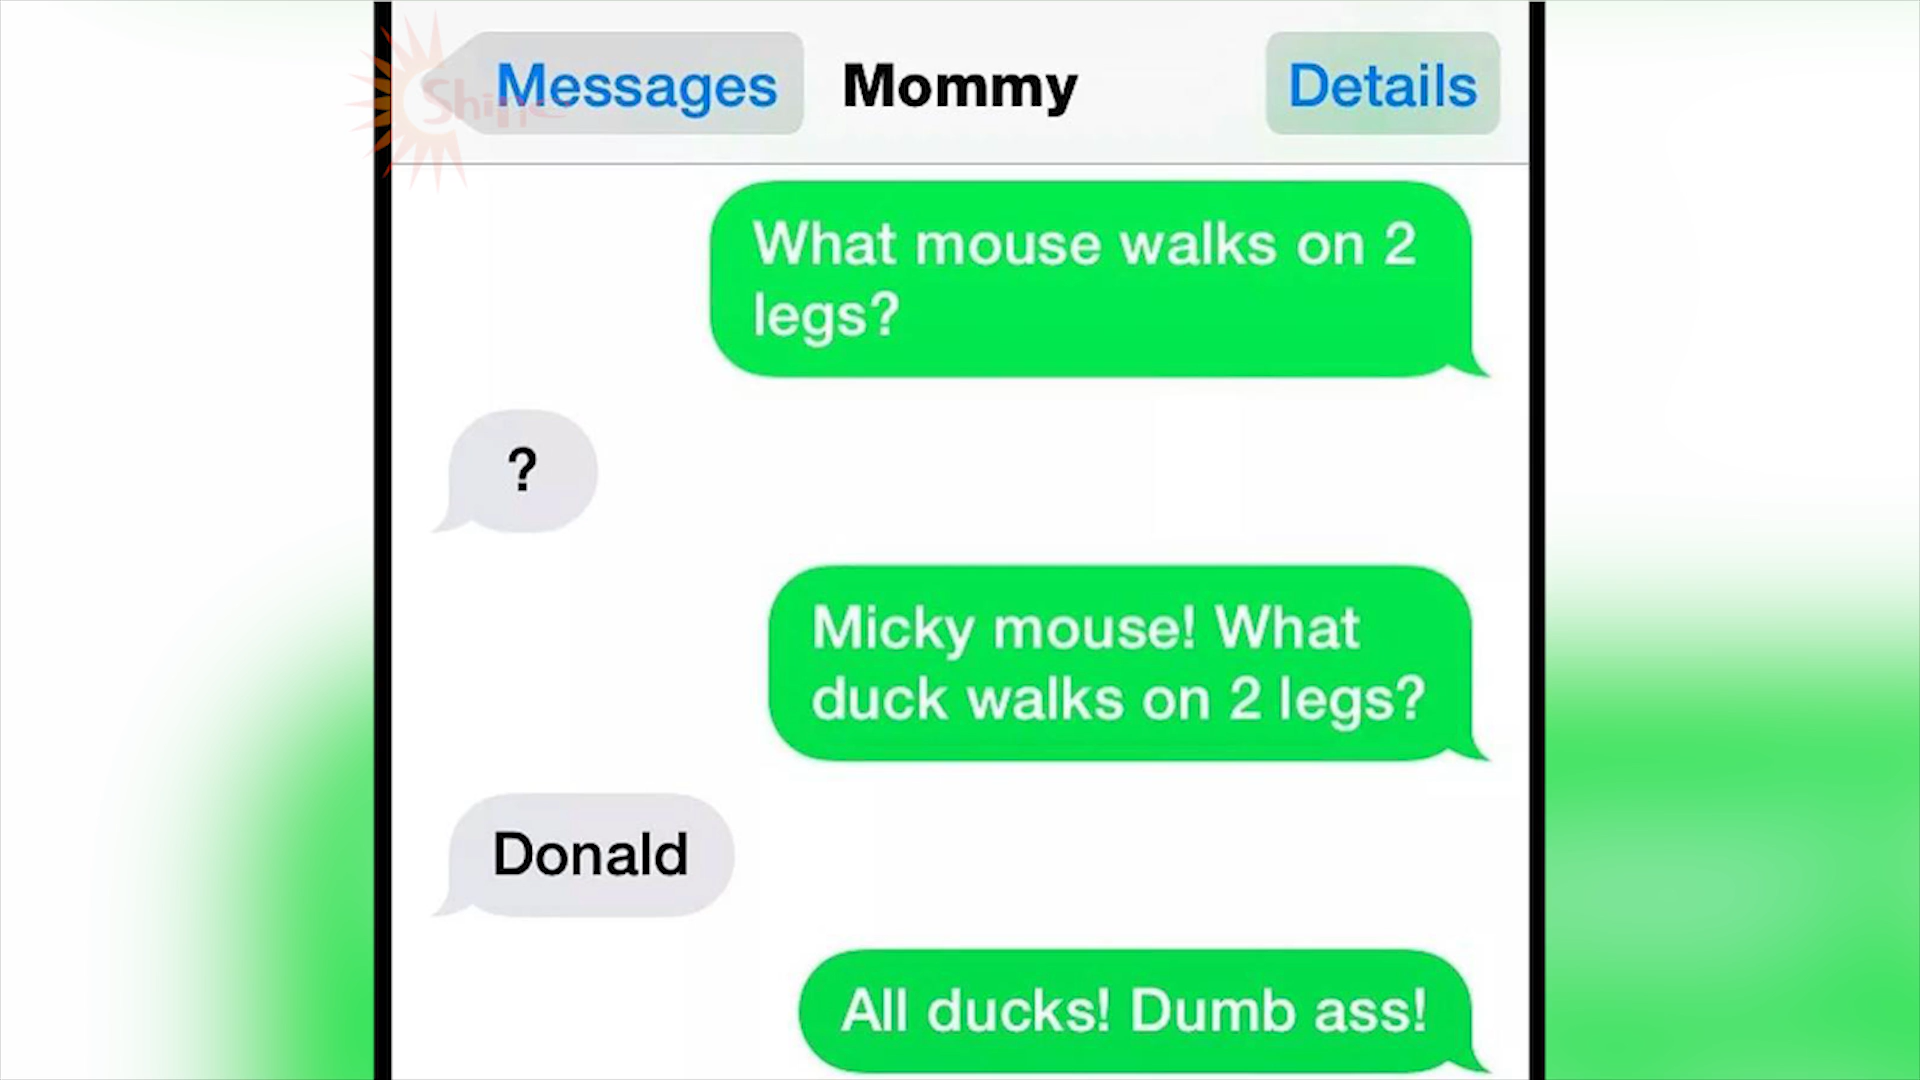 Shine
Messages
Mommy
Details
What mouse walks on 2
legs?
?
Micky mouse! What
duck walks on 2 legs?
Donald
All ducks! Dumb ass!